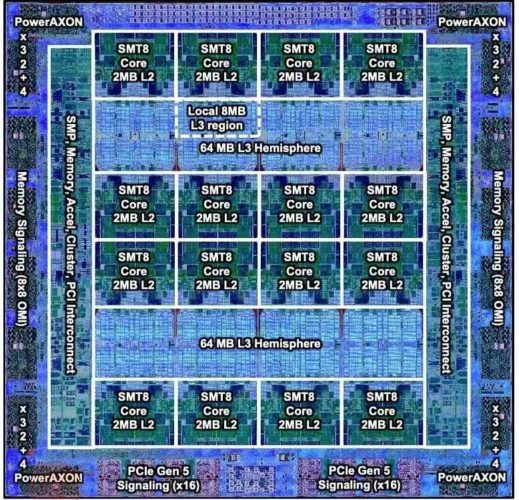 PowerAXON
PowerAXON
x
3
2
+
4
x
3
2
+
4
SMT8
Core
2MB L2
SMT8
Core
2MB L2
SMT8
Core
2MB L2
SMT8
Core
2MB L2
Local 8MB
L3 region
64 MB L3 Hemisphere
SMP, Memory, Accel, Cluster, PCI Interconnect
SMP, Memory, Accel, Cluster, PCI Interconnect
Memory Signaling (8x8 OMI)
Memory Signaling (8x8 OMI)
SMT8
Core
2MB L2
SMT8
Core
2MB L2
SMT8
Core
2MB L2
SMT8
Core
2MB L2
SMT8
Core
2MB L2
SMT8
Core
2MB L2
SMT8
Core
2MB L2
SMT8
Core
2MB L2
64 MB L3 Hemisphere
SMT8
Core
2MB L2
SMT8
Core
2MB L2
SMT8
Core
2MB L2
SMT8
Core
2MB L2
x
3
2
+
4
x
3
2
+
4
PowerAXON
PCIe Gen 5
Signaling (x16)
PCIe Gen 5
Signaling (x16)
PowerAXON